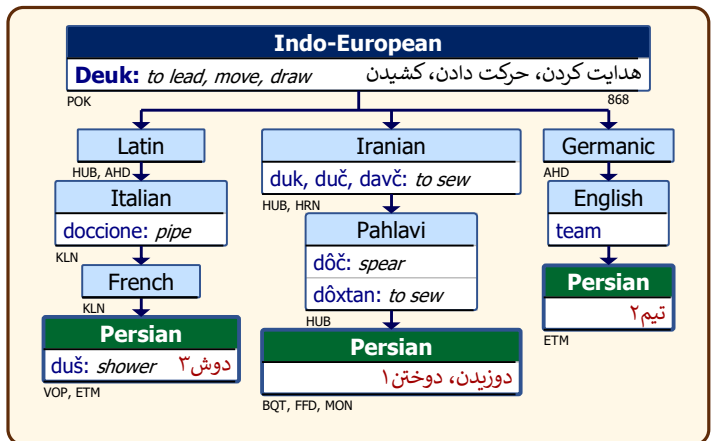 Indo-European
Deuk: to lead, move, draw هدایت کردن، حرکت دادن، کشیدن
POK 868
Latin
HUB, AHD
Italian
doccione: pipe
KLN
French
KLN
Persian
duš: shower دوش۳
VOP, ETM
Iranian
duk, duč, davč: to sew
HUB, HRN
Pahlavi
dôč: spear
dôxtan: to sew
HUB
Persian
دوزیدن، دوختن۱
BQT, FFD, MON
Germanic
AHD
English
team
Persian
تیم۲
ETM